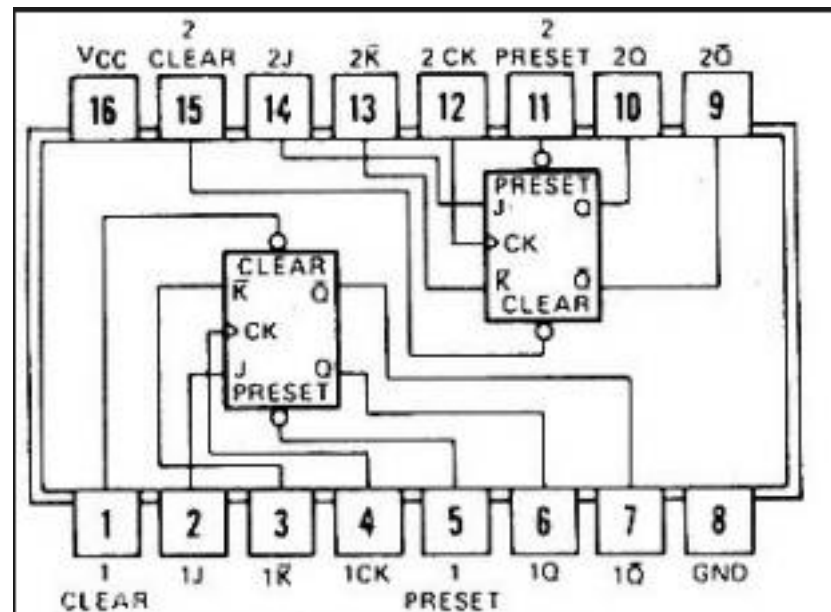 2 2
VCC CLEAR 2J 2K̅ 2 CK PRESET 2Q 2Q̅
16 15 14 13 12 11 10 9
PRESET
J Q
CK
K̅ Q̅
CLEAR
CLEAR
K̅ Q̅
CK
J Q
PRESET
1 2 3 4 5 6 7 8
1 1J 1K̅ 1CK 1 1Q 1Q̅ GND
CLEAR PRESET